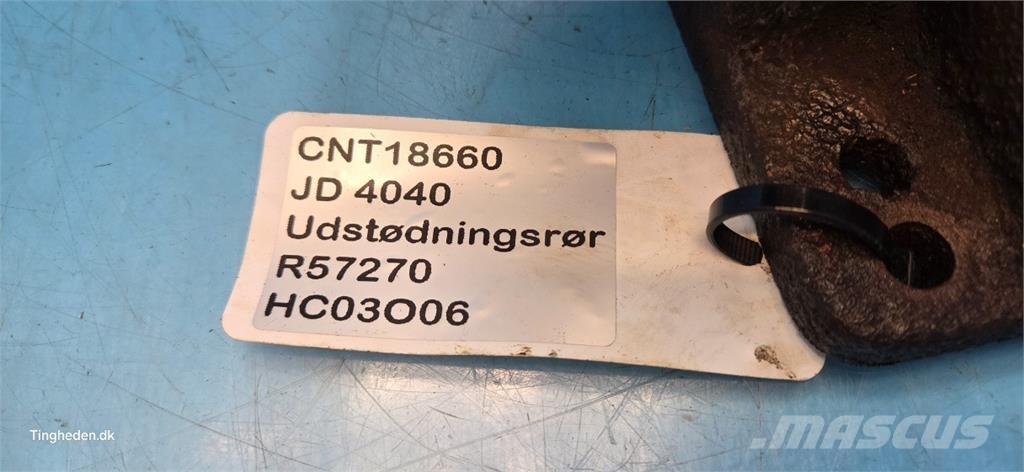 CNT18660
JD 4040
Udstødningsrør
R57270
HC03O06
Tingheden.dk
MASCUS